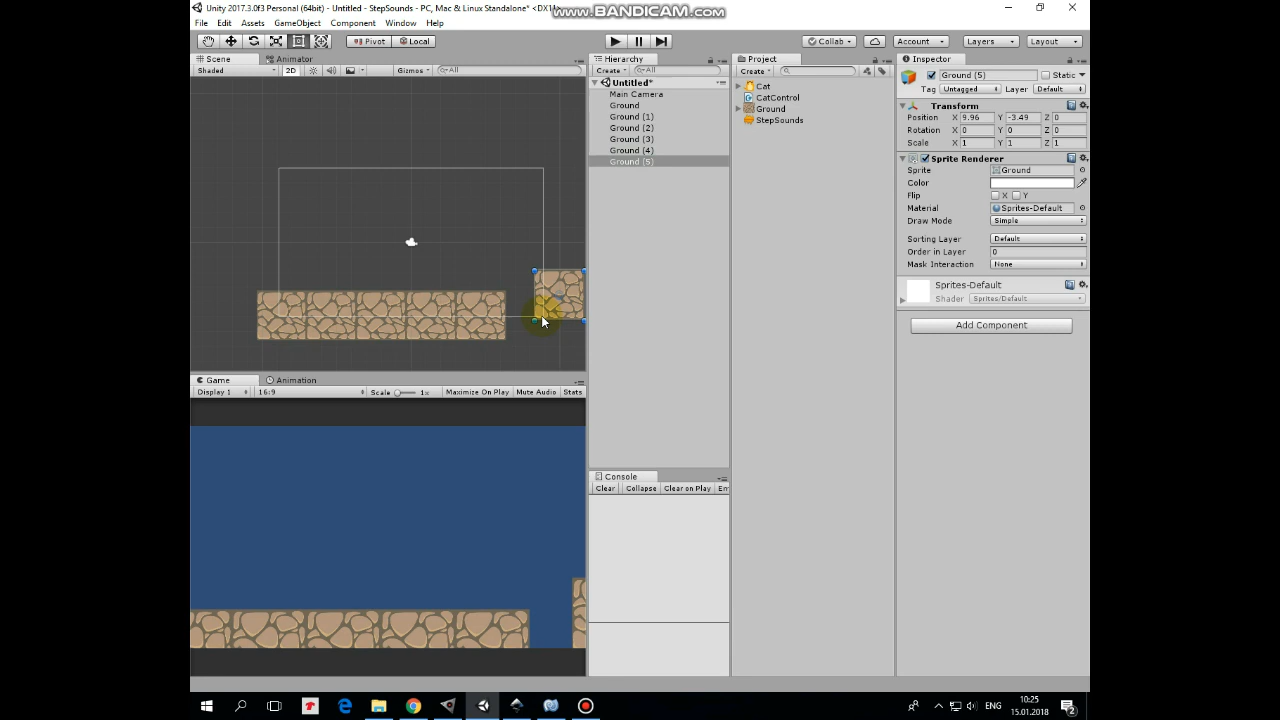 Unity 2017.3.0f3 Personal (64bit) - Untitled - StepSounds - PC, Mac & Linux Standalone* <DX11>
www.BANDICAM.com
File Edit Assets GameObject Component Window Help
Pivot Local Collab Account Layers Layout
Scene Animator
Shaded 2D Gizmos All
Hierarchy
Create All
Untitled*
Main Camera
Ground
Ground (1)
Ground (2)
Ground (3)
Ground (4)
Ground (5)
Project
Create
Cat
CatControl
Ground
StepSounds
Inspector
Ground (5) Static
Tag Untagged Layer Default
Transform
Position X 9.96 Y -3.49 Z 0
Rotation X 0 Y 0 Z 0
Scale X 1 Y 1 Z 1
Sprite Renderer
Sprite Ground
Color
Flip X Y
Material Sprites-Default
Draw Mode Simple
Sorting Layer Default
Order in Layer 0
Mask Interaction None
Sprites-Default
Shader Sprites/Default
Add Component
Game Animation
Display 1 16:9 Scale 1x Maximize On Play Mute Audio Stats
Console
Clear Collapse Clear on Play Er
ENG
10:25
15.01.2018
2